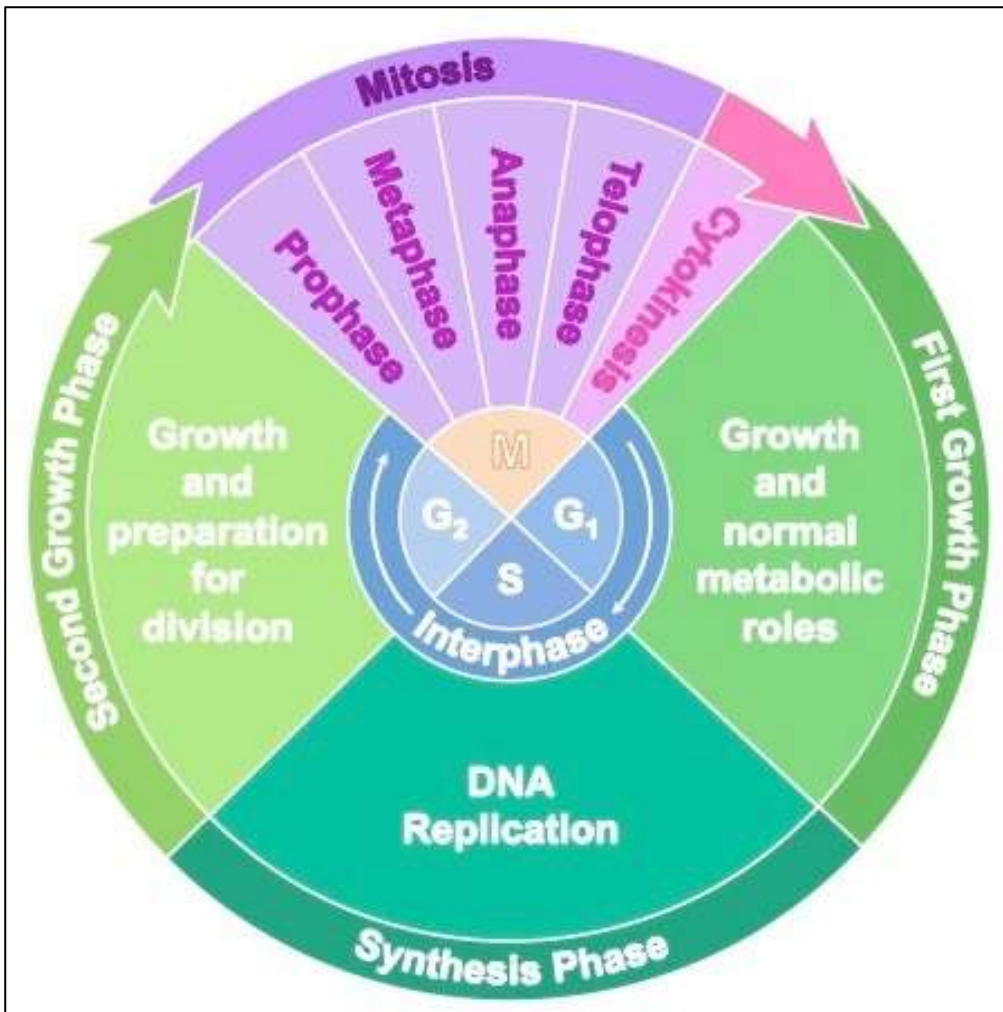 Mitosis
Prophase
Metaphase
Anaphase
Telophase
Cytokinesis
First Growth Phase
Growth
and
normal
metabolic
roles
Synthesis Phase
DNA
Replication
Second Growth Phase
Growth
and
preparation
for
division
M
G₁
S
G₂
Interphase